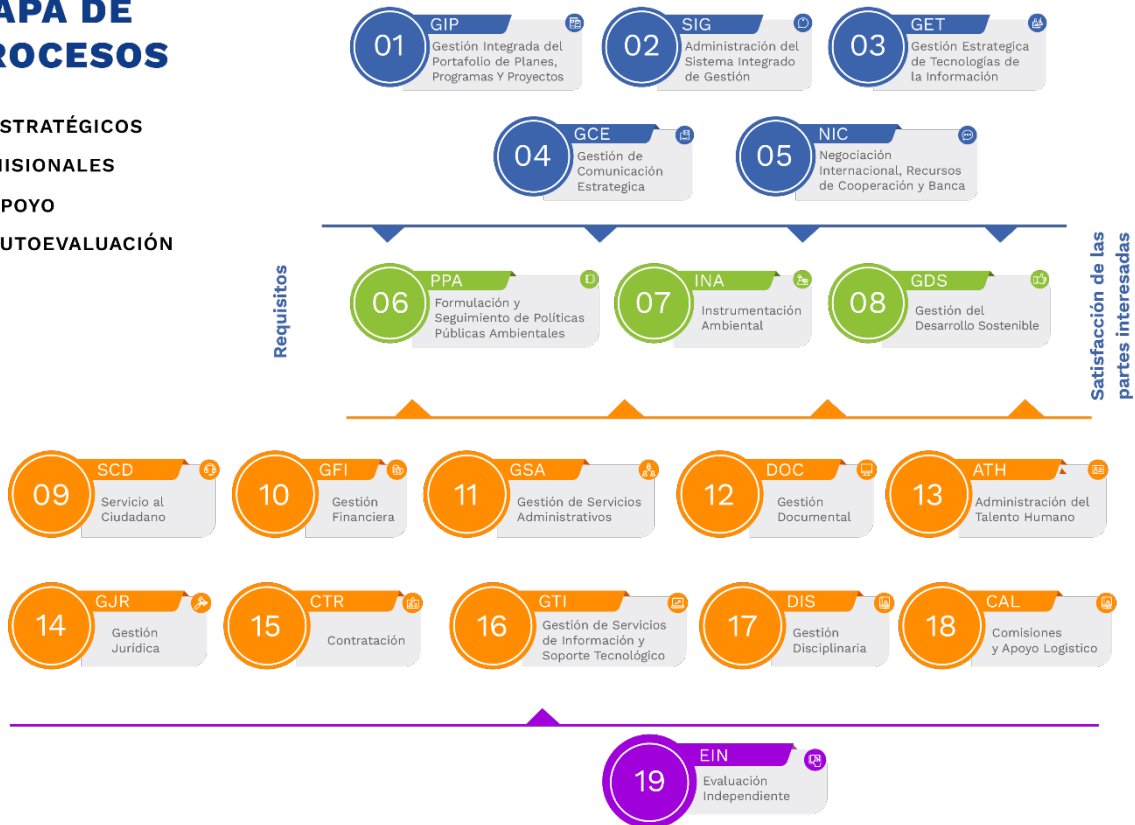 APA DE
ROCESOS
STRATÉGICOS
MISIONALES
POYO
UTOEVALUACIÓN
01
GIP
Gestión Integrada del
Portafolio de Planes,
Programas Y Proyectos
02
SIG
Administración del
Sistema Integrado
de Gestión
03
GET
Gestión Estrategica
de Tecnologías de
la Información
04
GCE
Gestión de
Comunicación
Estrategica
05
NIC
Negociación
Internacional, Recursos
de Cooperación y Banca
Requisitos
06
PPA
Formulación y
Seguimiento de Políticas
Públicas Ambientales
07
INA
Instrumentación
Ambiental
08
GDS
Gestión del
Desarrollo Sostenible
Satisfacción de las
partes interesadas
09
SCD
Servicio al
Ciudadano
10
GFI
Gestión
Financiera
11
GSA
Gestión de Servicios
Administrativos
12
DOC
Gestión
Documental
13
ATH
Administración del
Talento Humano
14
GJR
Gestión
Jurídica
15
CTR
Contratación
16
GTI
Gestión de Servicios
de Información y
Soporte Tecnológico
17
DIS
Gestión
Disciplinaria
18
CAL
Comisiones
y Apoyo Logistico
19
EIN
Evaluación
Independiente